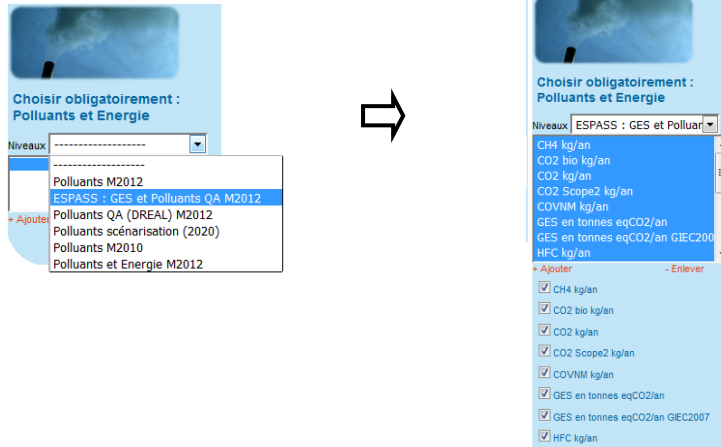 Choisir obligatoirement :
Polluants et Energie
Niveaux -------------------
-------------------
Polluants M2012
ESPASS : GES et Polluants QA M2012
Polluants QA (DREAL) M2012
Polluants scénarisation (2020)
Polluants M2010
Polluants et Energie M2012
+ Ajouter
Choisir obligatoirement :
Polluants et Energie
Niveaux ESPASS : GES et Polluan
CH4 kg/an
CO2 bio kg/an
CO2 kg/an
CO2 Scope2 kg/an
COVNM kg/an
GES en tonnes eqCO2/an
GES en tonnes eqCO2/an GIEC200
HFC kg/an
+ Ajouter - Enlever
CH4 kg/an
CO2 bio kg/an
CO2 kg/an
CO2 Scope2 kg/an
COVNM kg/an
GES en tonnes eqCO2/an
GES en tonnes eqCO2/an GIEC2007
HFC kg/an